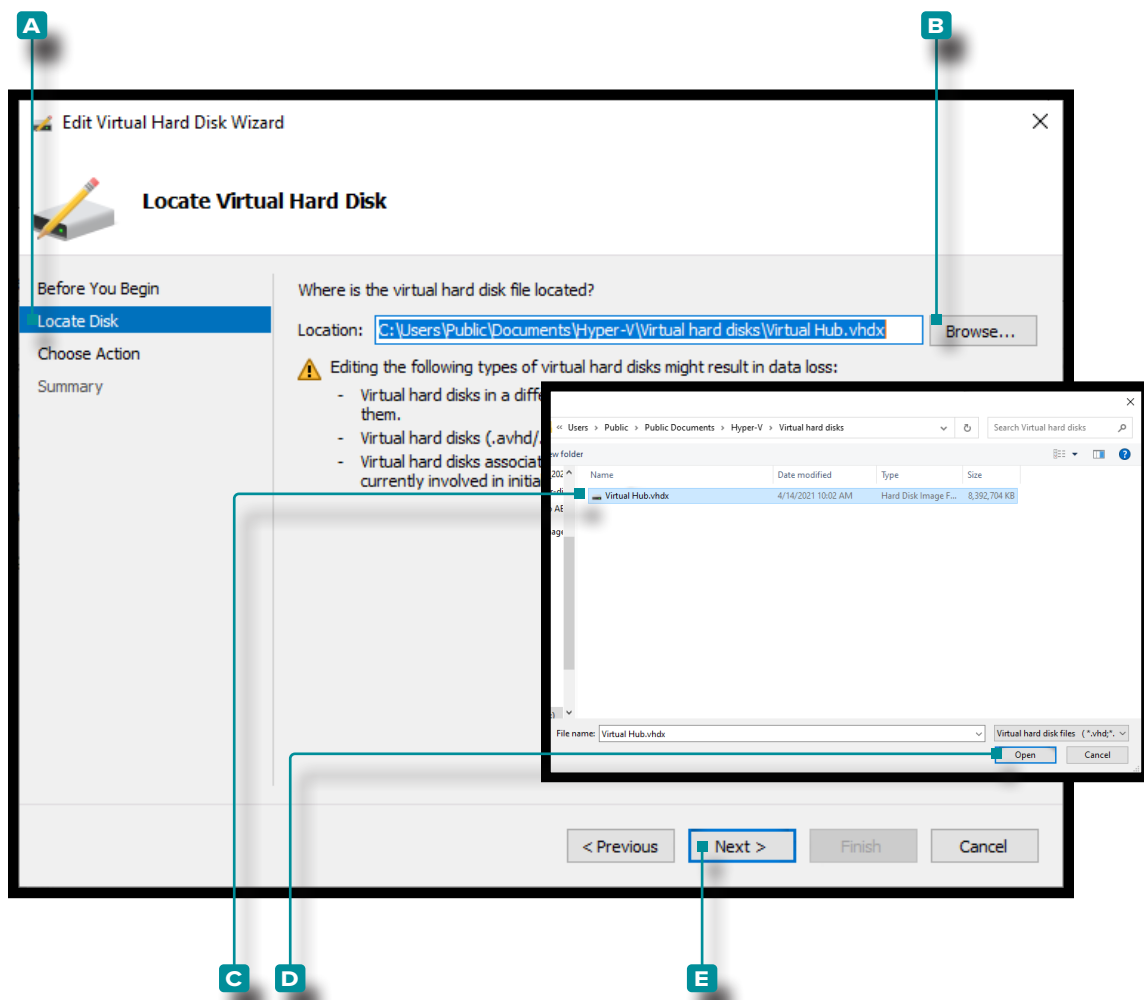 A
B
Edit Virtual Hard Disk Wizard
Locate Virtual Hard Disk
Before You Begin
Locate Disk
Choose Action
Summary
Where is the virtual hard disk file located?
Location: C:\Users\Public\Documents\Hyper-V\Virtual hard disks\Virtual Hub.vhdx Browse...
Editing the following types of virtual hard disks might result in data loss:
- Virtual hard disks in a diffe
them.
- Virtual hard disks (.avhd/.
- Virtual hard disks associat
currently involved in initia
« Users > Public > Public Documents > Hyper-V > Virtual hard disks
Search Virtual hard disks
ew folder
202
Name Date modified Type Size
Virtual Hub.vhdx 4/14/2021 10:02 AM Hard Disk Image F... 8,392,704 KB
AE
age
File name: Virtual Hub.vhdx Virtual hard disk files (*.vhd;*.
Open Cancel
< Previous Next > Finish Cancel
C
D
E